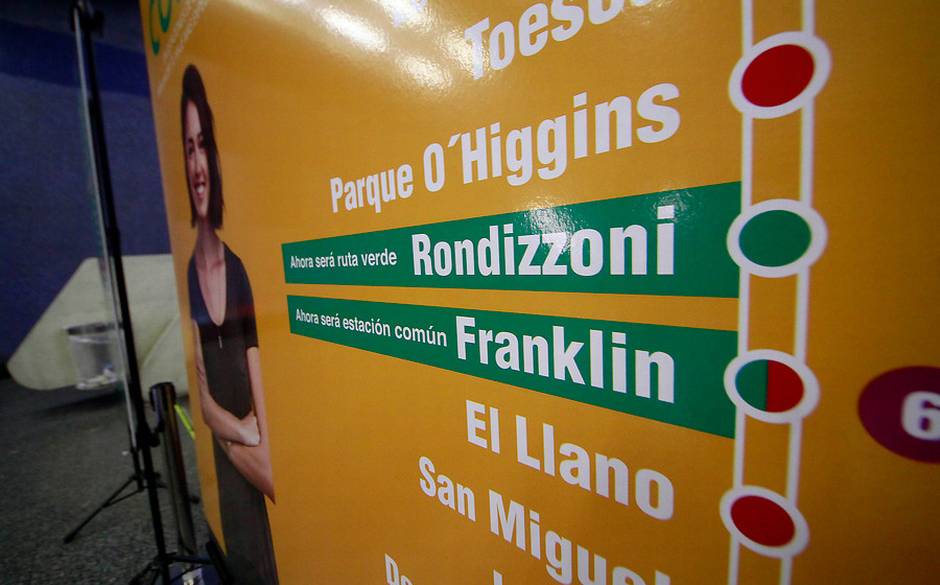 Parque O´Higgins
Ahora será ruta verde Rondizzoni
Ahora será estación común Franklin
6
El Llano
San Miguel